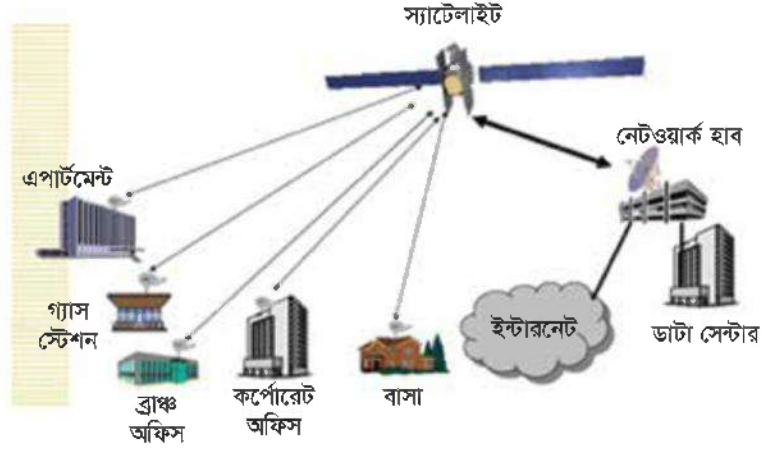 স্যাটেলাইট
নেটওয়ার্ক হাব
এপার্টমেন্ট
গ্যাস
স্টেশন
ইন্টারনেট
ডাটা সেন্টার
ব্রাঞ্চ
অফিস
কর্পোরেট
অফিস
বাসা